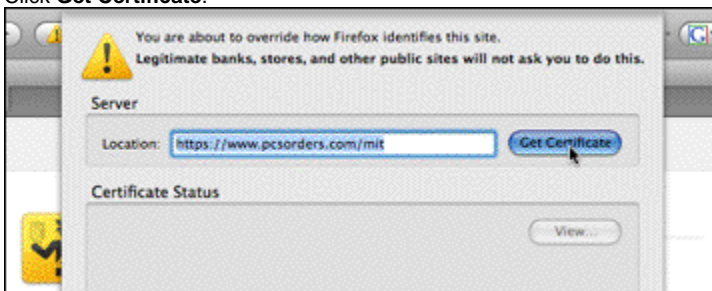 Click Get Certificate.
You are about to override how Firefox identifies this site.
Legitimate banks, stores, and other public sites will not ask you to do this.
Server
Location: https://www.pcsorders.com/mit Get Certificate
Certificate Status
View...